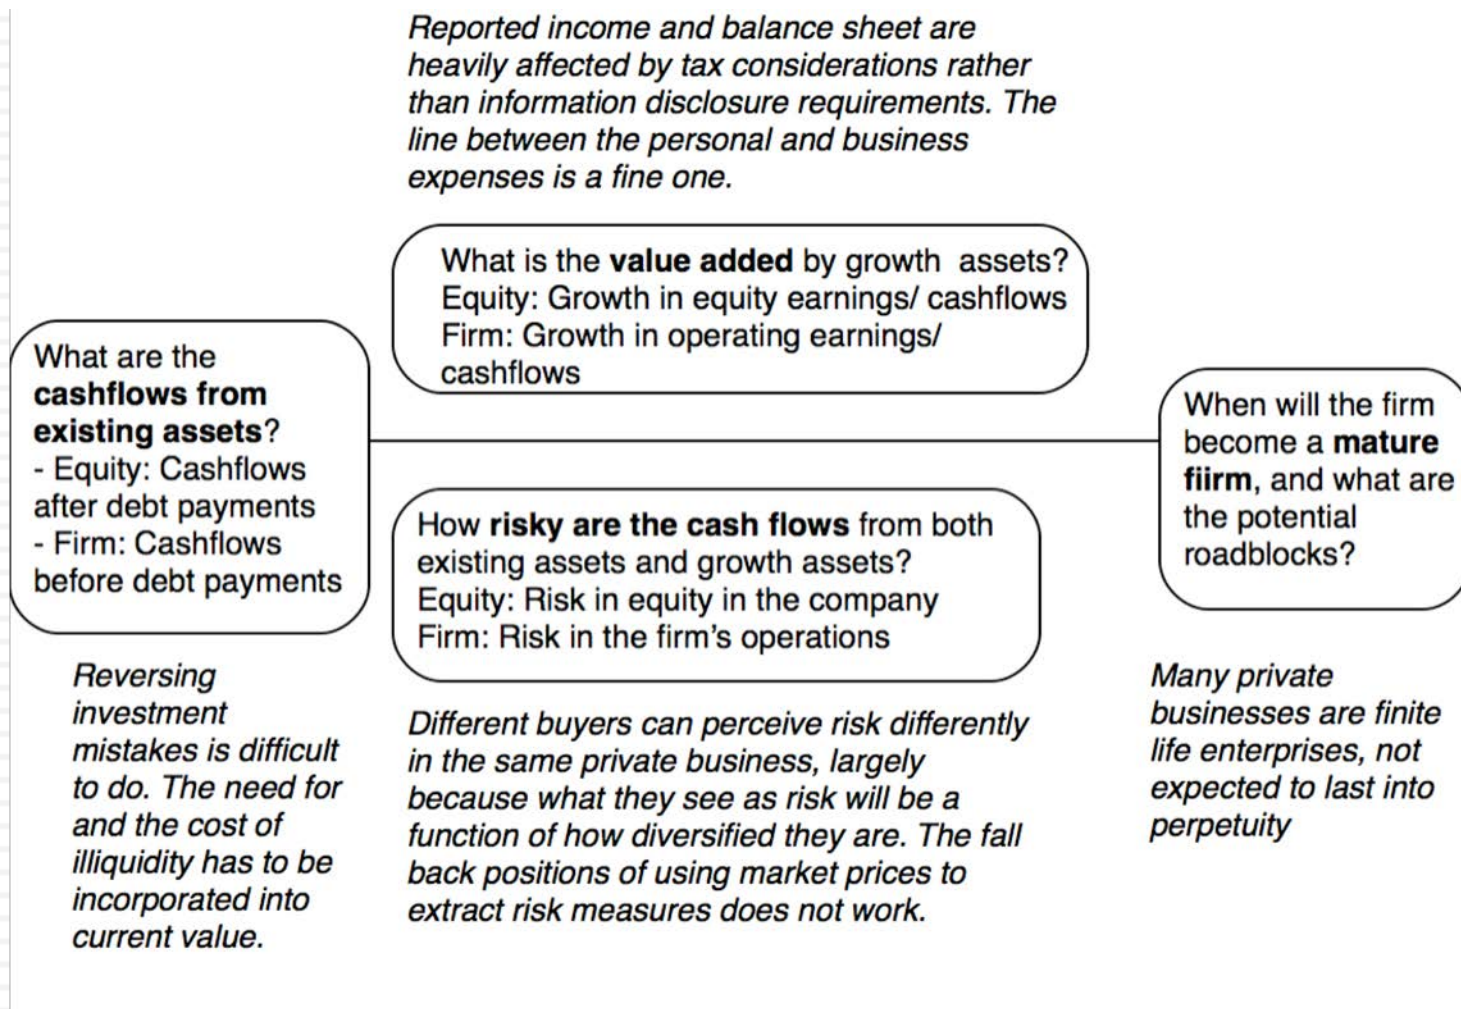 Reported income and balance sheet are
heavily affected by tax considerations rather
than information disclosure requirements. The
line between the personal and business
expenses is a fine one.
What is the value added by growth assets?
Equity: Growth in equity earnings/ cashflows
Firm: Growth in operating earnings/
cashflows
What are the
cashflows from
existing assets?
- Equity: Cashflows
after debt payments
- Firm: Cashflows
before debt payments
When will the firm
become a mature
fiirm, and what are
the potential
roadblocks?
How risky are the cash flows from both
existing assets and growth assets?
Equity: Risk in equity in the company
Firm: Risk in the firm's operations
Reversing
investment
mistakes is difficult
to do. The need for
and the cost of
illiquidity has to be
incorporated into
current value.
Different buyers can perceive risk differently
in the same private business, largely
because what they see as risk will be a
function of how diversified they are. The fall
back positions of using market prices to
extract risk measures does not work.
Many private
businesses are finite
life enterprises, not
expected to last into
perpetuity